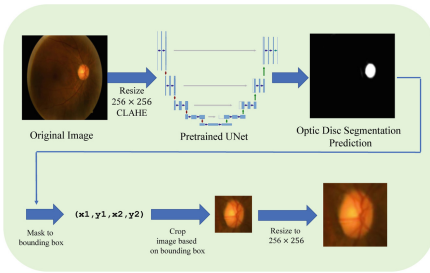 Resize
256 × 256
CLAHE
Original Image
Pretrained UNet
Optic Disc Segmentation
Prediction
Mask to
bounding box
(x1,y1,x2,y2)
Crop
image based
on bounding box
Resize to
256 × 256